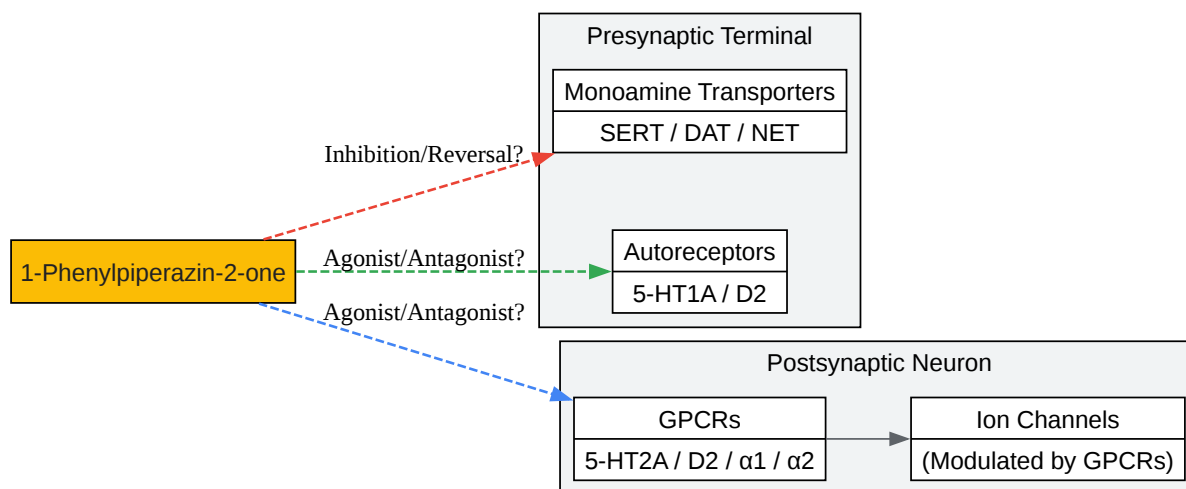 Presynaptic Terminal
Monoamine Transporters
SERT / DAT / NET
Inhibition/Reversal?
1-Phenylpiperazin-2-one
Agonist/Antagonist?
Autoreceptors
5-HT1A / D2
Agonist/Antagonist?
Postsynaptic Neuron
GPCRs
5-HT2A / D2 / α1 / α2
Ion Channels
(Modulated by GPCRs)